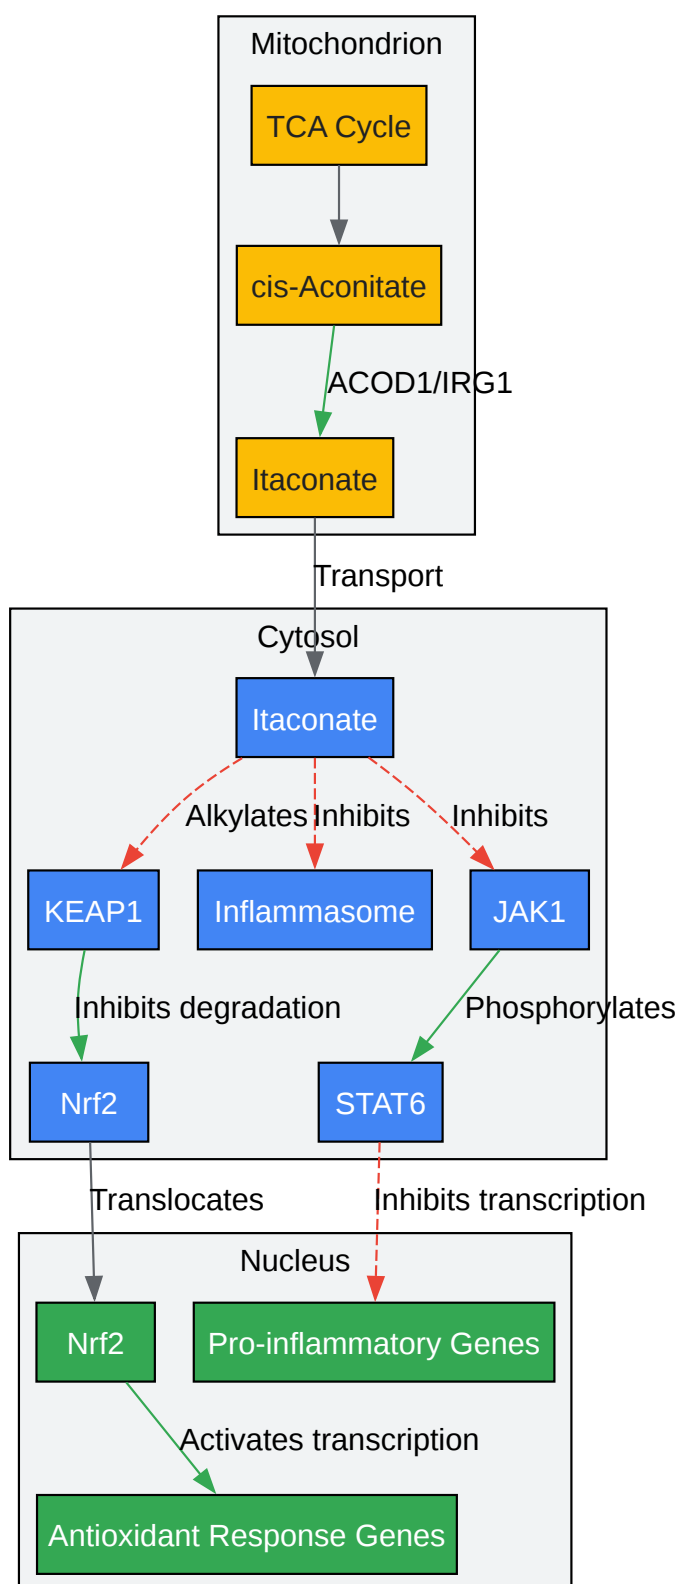 Mitochondrion
TCA Cycle
cis-Aconitate
ACOD1/IRG1
Itaconate
Transport
Cytosol
Itaconate
Alkylates
Inhibits
Inhibits
KEAP1
Inflammasome
JAK1
Inhibits degradation
Phosphorylates
Nrf2
STAT6
Translocates
Inhibits transcription
Nucleus
Nrf2
Pro-inflammatory Genes
Activates transcription
Antioxidant Response Genes